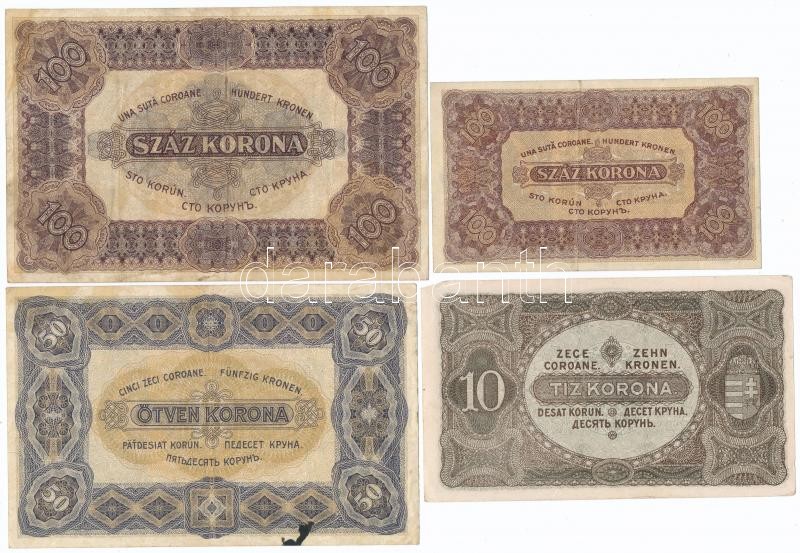 100 100
UNA SUTĂ COROANE. HUNDERT KRONEN.
SZÁZ KORONA
STO KORÚN. СТО КРУНА
СТО КОРУНЪ.
100 100
100 100
UNA SUTĂ COROANE. HUNDERT KRONEN.
SZÁZ KORONA
STO KORÚN СТО КРУНА.
СТО КОРУНЪ.
100 100
darabanth
50 50
CINCI ZECI COROANE. FÜNFZIG KRONEN.
ÖTVEN KORONA
PÄTDESIAT KORÚN. ПЕДЕСЕТ КРУНА.
ПЯТЬДЕСЯТЬ КОРУНЪ.
50 50
ZECE ZEHN
COROANE. KRONEN.
10 TIZ KORONA
DESAT KORÚN. ДЕСЕТ КРУНА.
ДЕСЯТЬ КОРУНЪ.